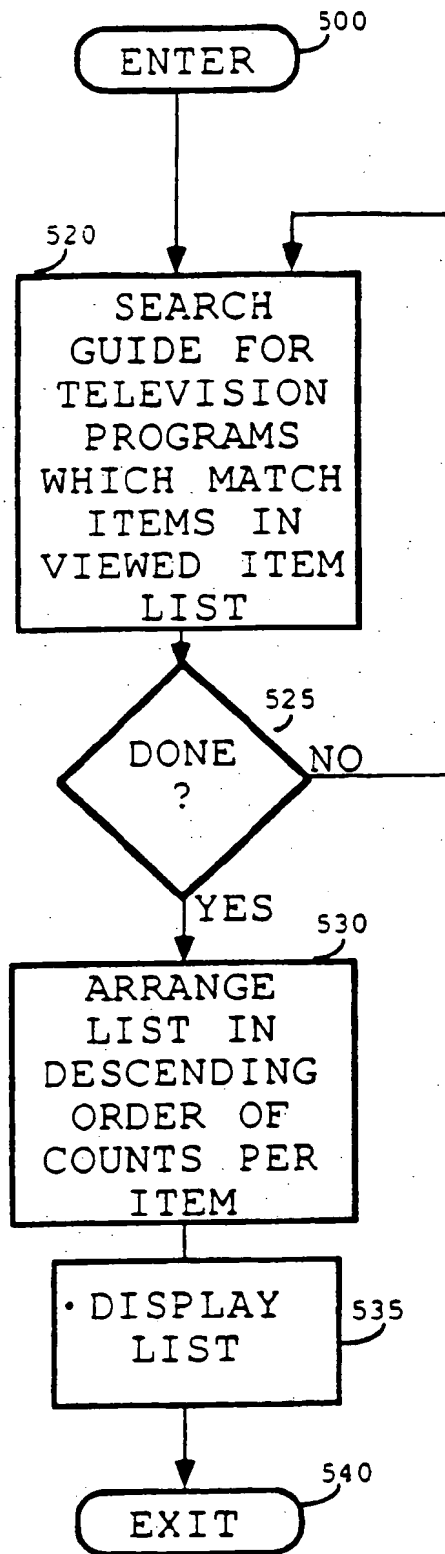 500
ENTER
520
SEARCH
GUIDE FOR
TELEVISION
PROGRAMS
WHICH MATCH
ITEMS IN
VIEWED ITEM
LIST
525
DONE
?
NO
YES
530
ARRANGE
LIST IN
DESCENDING
ORDER OF
COUNTS PER
ITEM
DISPLAY
LIST
535
540
EXIT